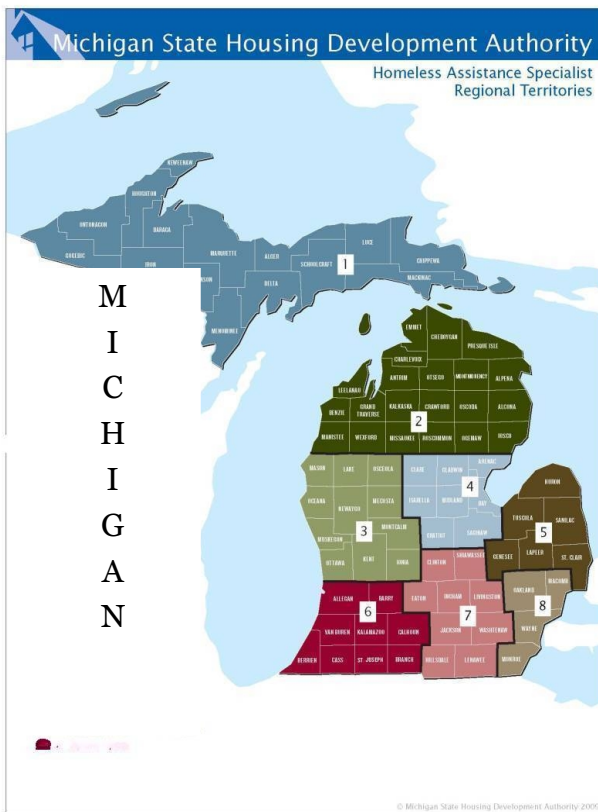 Michigan State Housing Development Authority
Homeless Assistance Specialist
Regional Territories
KEWEENAW
HOUGHTON
ONTONAGON
BARAGA
GOGEBIC
IRON
MARQUETTE
ALGER
LUCE
SCHOOLCRAFT
1
CHIPPEWA
MACKINAC
DELTA
MENOMINEE
M
I
C
H
I
G
A
N
EMMET
CHEBOYGAN
PRESQUE ISLE
CHARLEVOIX
ANTRIM
OTSEGO
MONTMORENCY
ALPENA
LEELANAU
BENZIE
GRAND
TRAVERSE
KALKASKA
CRAWFORD
OSCODA
ALCONA
2
MANISTEE
WEXFORD
MISSAUKEE
ROSCOMMON
OGEMAW
IOSCO
MASON
LAKE
OSCEOLA
CLARE
GLADWIN
ARENAC
4
HURON
OCEANA
NEWAYGO
MECOSTA
ISABELLA
MIDLAND
BAY
MONTCALM
TUSCOLA
SANILAC
5
MUSKEGON
3
GRATIOT
SAGINAW
OTTAWA
KENT
IONIA
CLINTON
SHIAWASSEE
GENESEE
LAPEER
ST. CLAIR
ALLEGAN
BARRY
6
EATON
INGHAM
LIVINGSTON
7
OAKLAND
MACOMB
8
VAN BUREN
KALAMAZOO
CALHOUN
JACKSON
WASHTENAW
WAYNE
BERRIEN
CASS
ST. JOSEPH
BRANCH
HILLSDALE
LENAWEE
MONROE